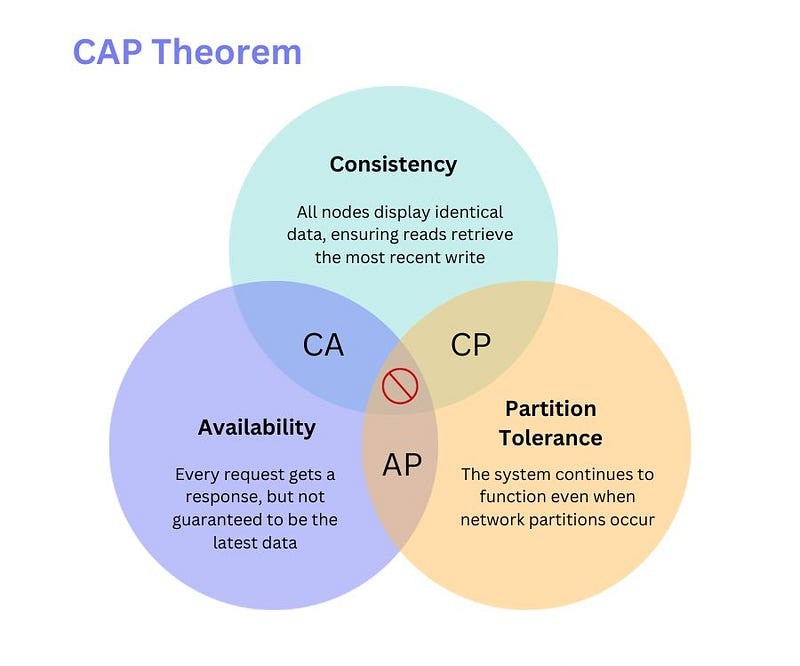 CAP Theorem
Consistency
All nodes display identical
data, ensuring reads retrieve
the most recent write
CA
CP
Availability
Every request gets a
response, but not
guaranteed to be the
latest data
AP
Partition
Tolerance
The system continues to
function even when
network partitions occur